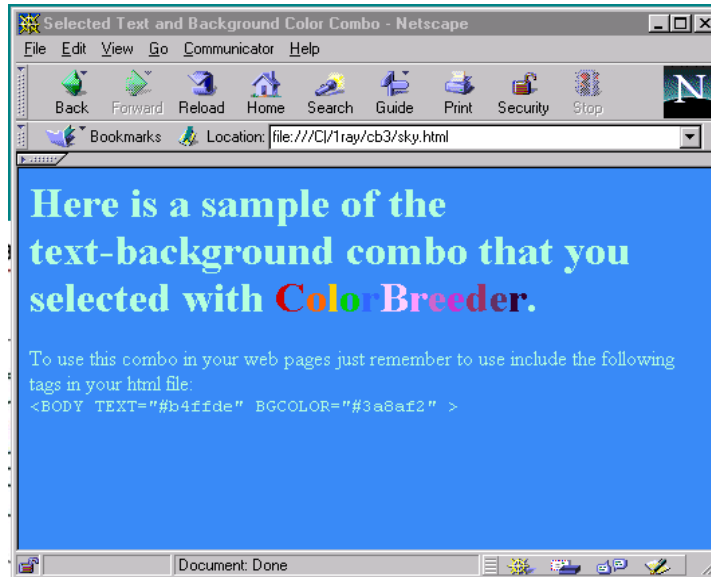 Selected Text and Background Color Combo - Netscape
File Edit View Go Communicator Help
Back Forward Reload Home Search Guide Print Security Stop
N
Bookmarks Location: file:///C|/1ray/cb3/sky.html
Here is a sample of the
text-background combo that you
selected with ColorBreeder.
To use this combo in your web pages just remember to use include the following
tags in your html file:
<BODY TEXT="#b4ffde" BGCOLOR="#3a8af2" >
Document: Done